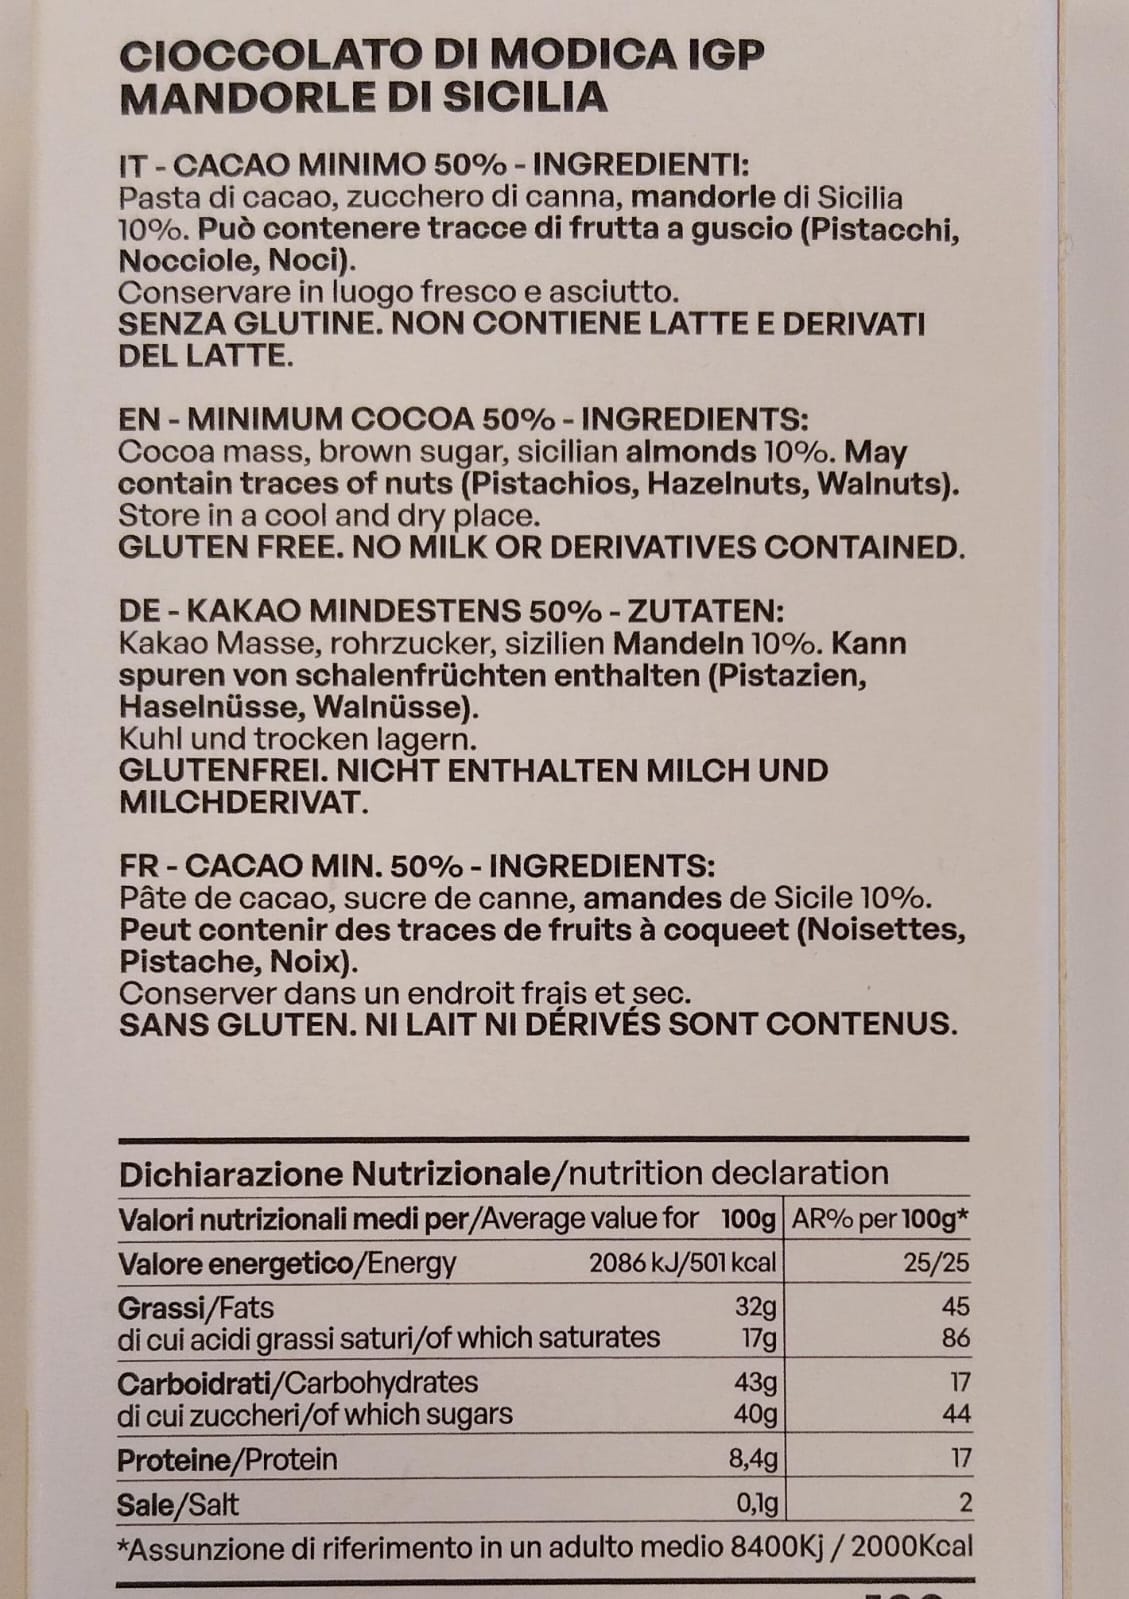 CIOCCOLATO DI MODICA IGP
MANDORLE DI SICILIA
IT - CACAO MINIMO 50% - INGREDIENTI:
Pasta di cacao, zucchero di canna, mandorle di Sicilia
10%. Può contenere tracce di frutta a guscio (Pistacchi,
Nocciole, Noci).
Conservare in luogo fresco e asciutto.
SENZA GLUTINE. NON CONTIENE LATTE E DERIVATI
DEL LATTE.
EN - MINIMUM COCOA 50% - INGREDIENTS:
Cocoa mass, brown sugar, sicilian almonds 10%. May
contain traces of nuts (Pistachios, Hazelnuts, Walnuts).
Store in a cool and dry place.
GLUTEN FREE. NO MILK OR DERIVATIVES CONTAINED.
DE - KAKAO MINDESTENS 50% - ZUTATEN:
Kakao Masse, rohrzucker, sizilien Mandeln 10%. Kann
spuren von schalenfrüchten enthalten (Pistazien,
Haselnüsse, Walnüsse).
Kuhl und trocken lagern.
GLUTENFREI. NICHT ENTHALTEN MILCH UND
MILCHDERIVAT.
FR - CACAO MIN. 50% - INGREDIENTS:
Pâte de cacao, sucre de canne, amandes de Sicile 10%.
Peut contenir des traces de fruits à coqueet (Noisettes,
Pistache, Noix).
Conserver dans un endroit frais et sec.
SANS GLUTEN. NI LAIT NI DÉRIVÉS SONT CONTENUS.
Dichiarazione Nutrizionale/nutrition declaration
Valori nutrizionali medi per/Average value for 100g AR% per 100g*
Valore energetico/Energy 2086 kJ/501 kcal 25/25
Grassi/Fats 32g 45
di cui acidi grassi saturi/of which saturates 17g 86
Carboidrati/Carbohydrates 43g 17
di cui zuccheri/of which sugars 40g 44
Proteine/Protein 8,4g 17
Sale/Salt 0,1g 2
*Assunzione di riferimento in un adulto medio 8400Kj / 2000Kcal